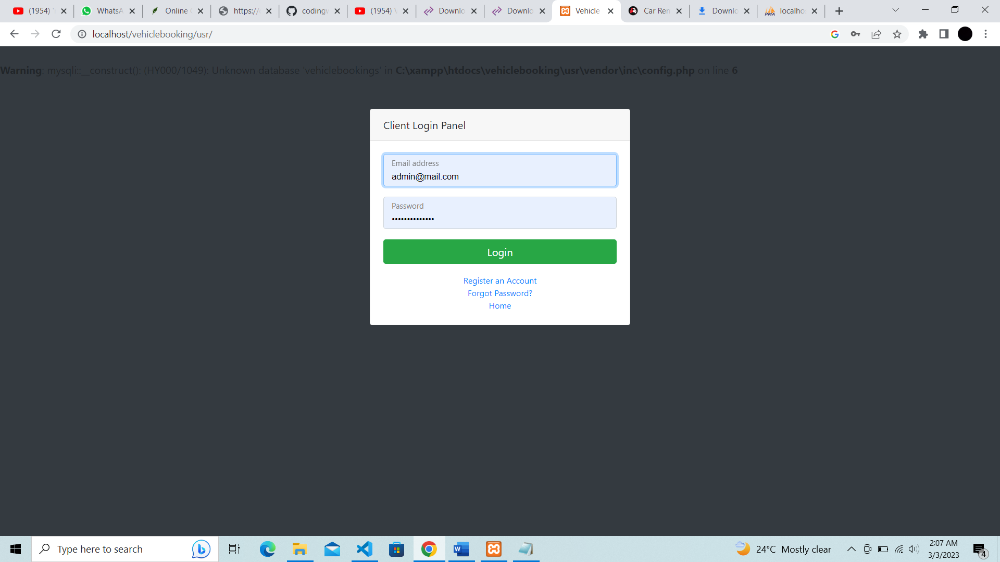 (1954) '
WhatsA
Online
https://
codingv
(1954)
Downlo
Downlo
Vehicle
Car Ren
Downlo
PMA
localho
localhost/vehiclebooking/usr/
Warning: mysqli::__construct(): (HY000/1049): Unknown database 'vehiclebookings' in C:\xampp\htdocs\vehiclebooking\usr\vendor\inc\config.php on line 6
Client Login Panel
Email address
admin@mail.com
Password
••••••••••••••
Login
Register an Account
Forgot Password?
Home
Type here to search
24°C Mostly clear
2:07 AM
3/3/2023
4